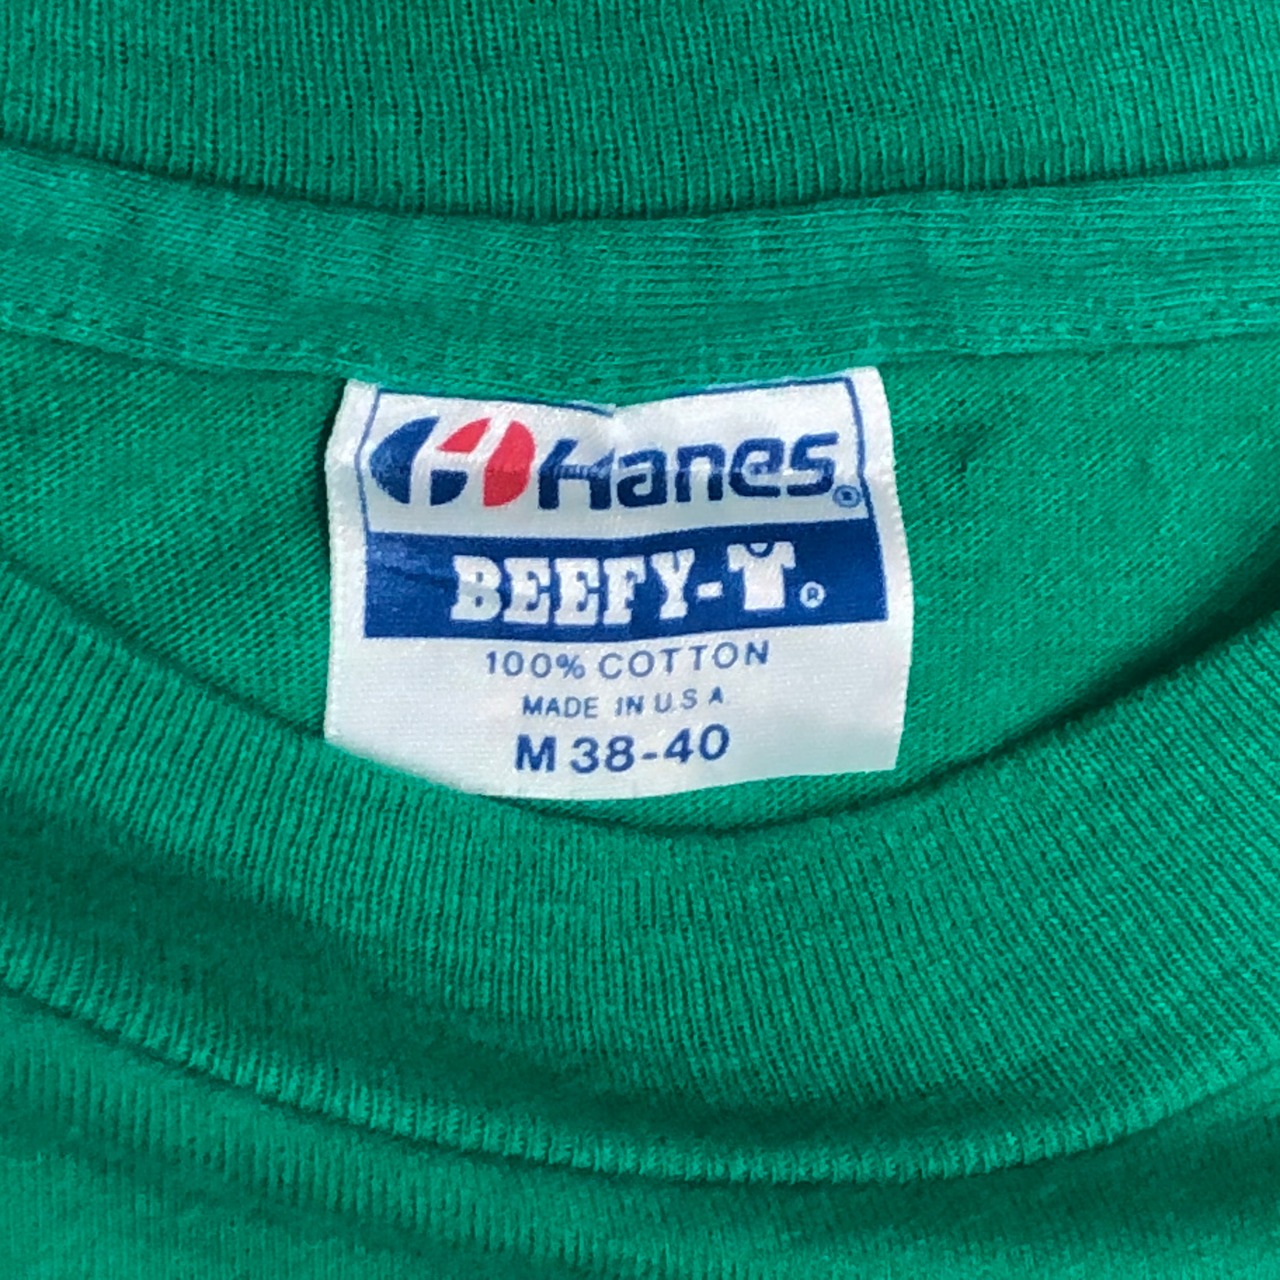 Hanes®
BEEFY-T®
100% COTTON
MADE IN U.S.A.
M 38-40